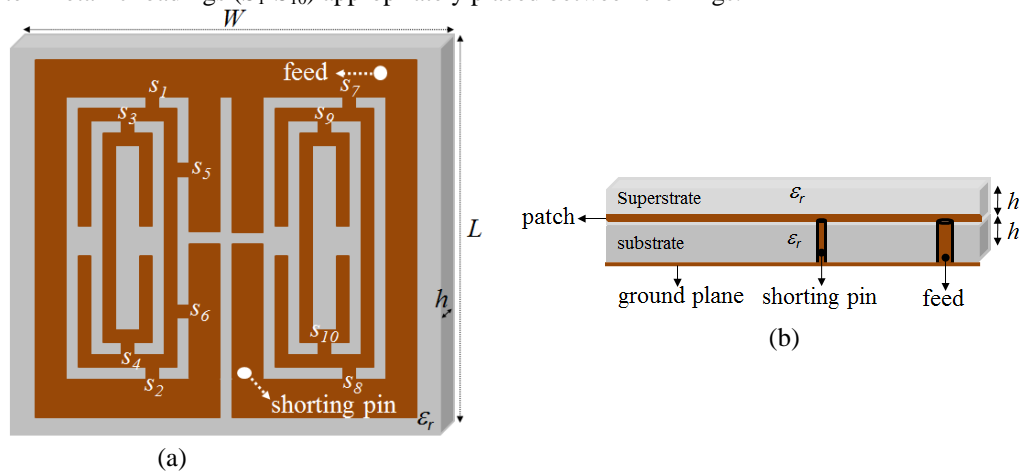 W
feed
s1
s7
s3
s9
s5
L
h
s6
s10
s4
s2
s8
shorting pin
εr
(a)
Superstrate
εr
h
patch
substrate
εr
h
ground plane
shorting pin
feed
(b)